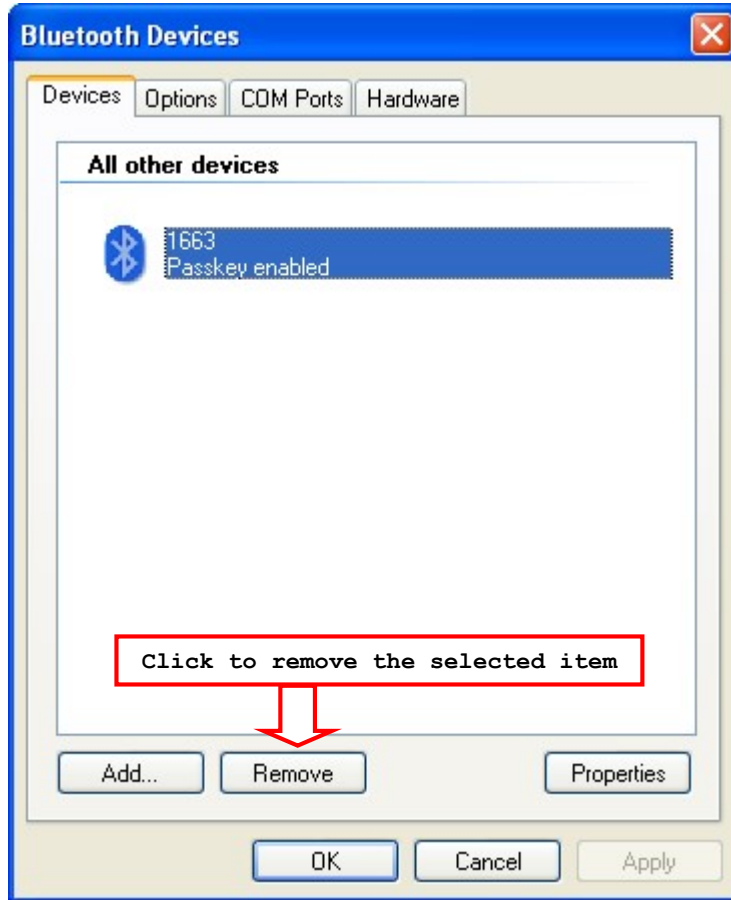 Bluetooth Devices
Devices Options COM Ports Hardware
All other devices
1663
Passkey enabled
Click to remove the selected item
Add... Remove Properties
OK Cancel Apply